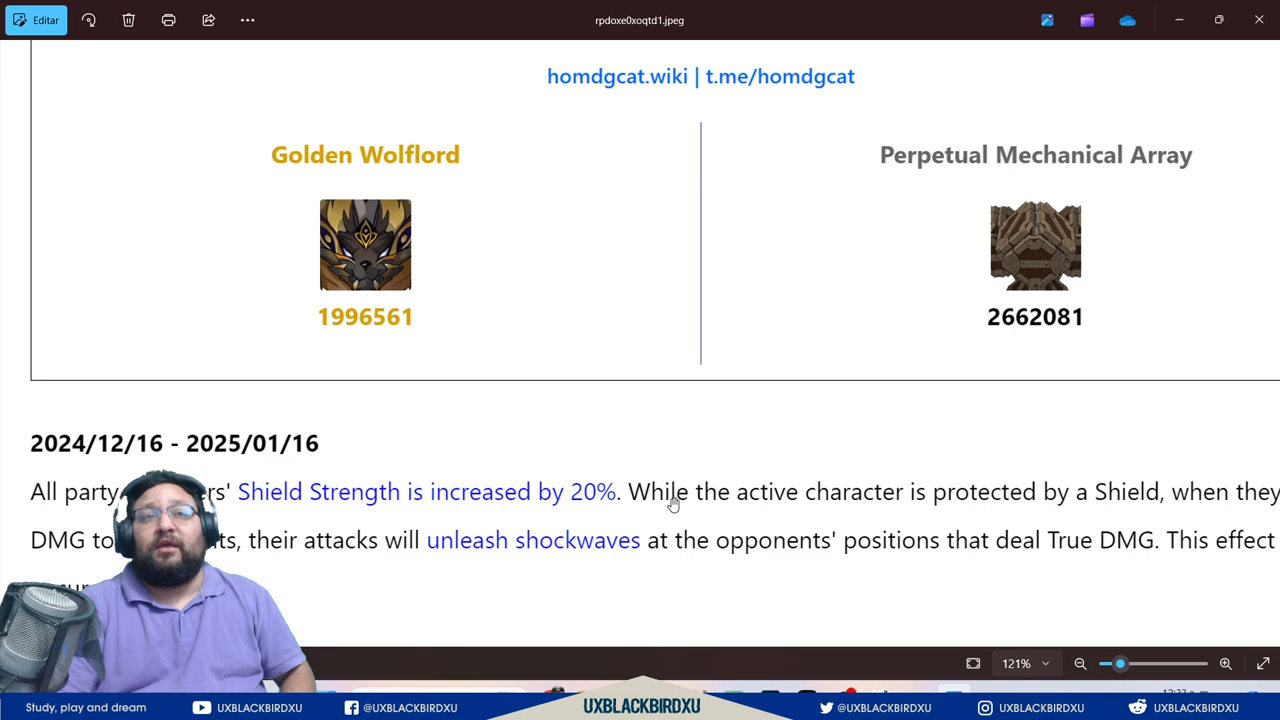 Editar
rpdoxe0xoqtd1.jpeg
homdgcat.wiki | t.me/homdgcat
Golden Wolflord
Perpetual Mechanical Array
1996561
2662081
2024/12/16 - 2025/01/16
All party ers' Shield Strength is increased by 20%. While the active character is protected by a Shield, when they
DMG to ts, their attacks will unleash shockwaves at the opponents' positions that deal True DMG. This effect
121%
Study, play and dream
UXBLACKBIRDXU
@UXBLACKBIRDXU
UXBLACKBIRDXU
@UXBLACKBIRDXU
UXBLACKBIRDXU
UXBLACKBIRDXU